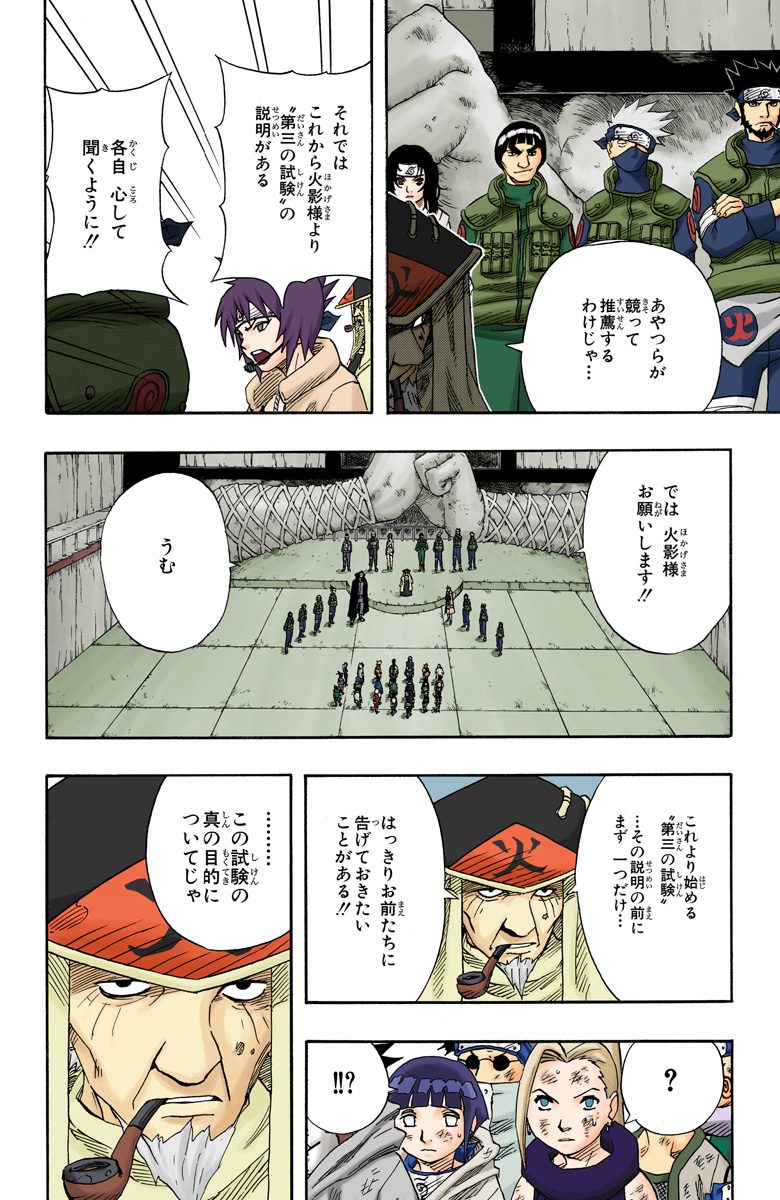 あやつらが
競って
推薦する
わけじゃ…
それでは
これから火影様より
〝第三の試験〟の
説明がある
各自 心して
聞くように!!
では 火影様
お願いします!!
うむ
これより始める
〝第三の試験〟
…その説明の前に
まず 一つだけ…
はっきりお前たちに
告げておきたい
ことがある!!
?
!!?
………
この試験の
真の目的に
ついてじゃ
火
火
火